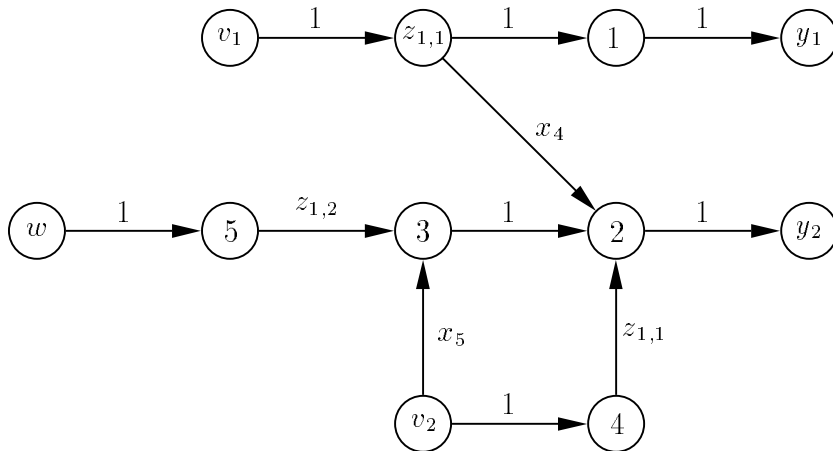 1 1 1
v₁ z₁,₁ 1 y₁
x₄
1 z₁,₂ 1 1
w 5 3 2 y₂
x₅ z₁,₁
1
v₂ 4